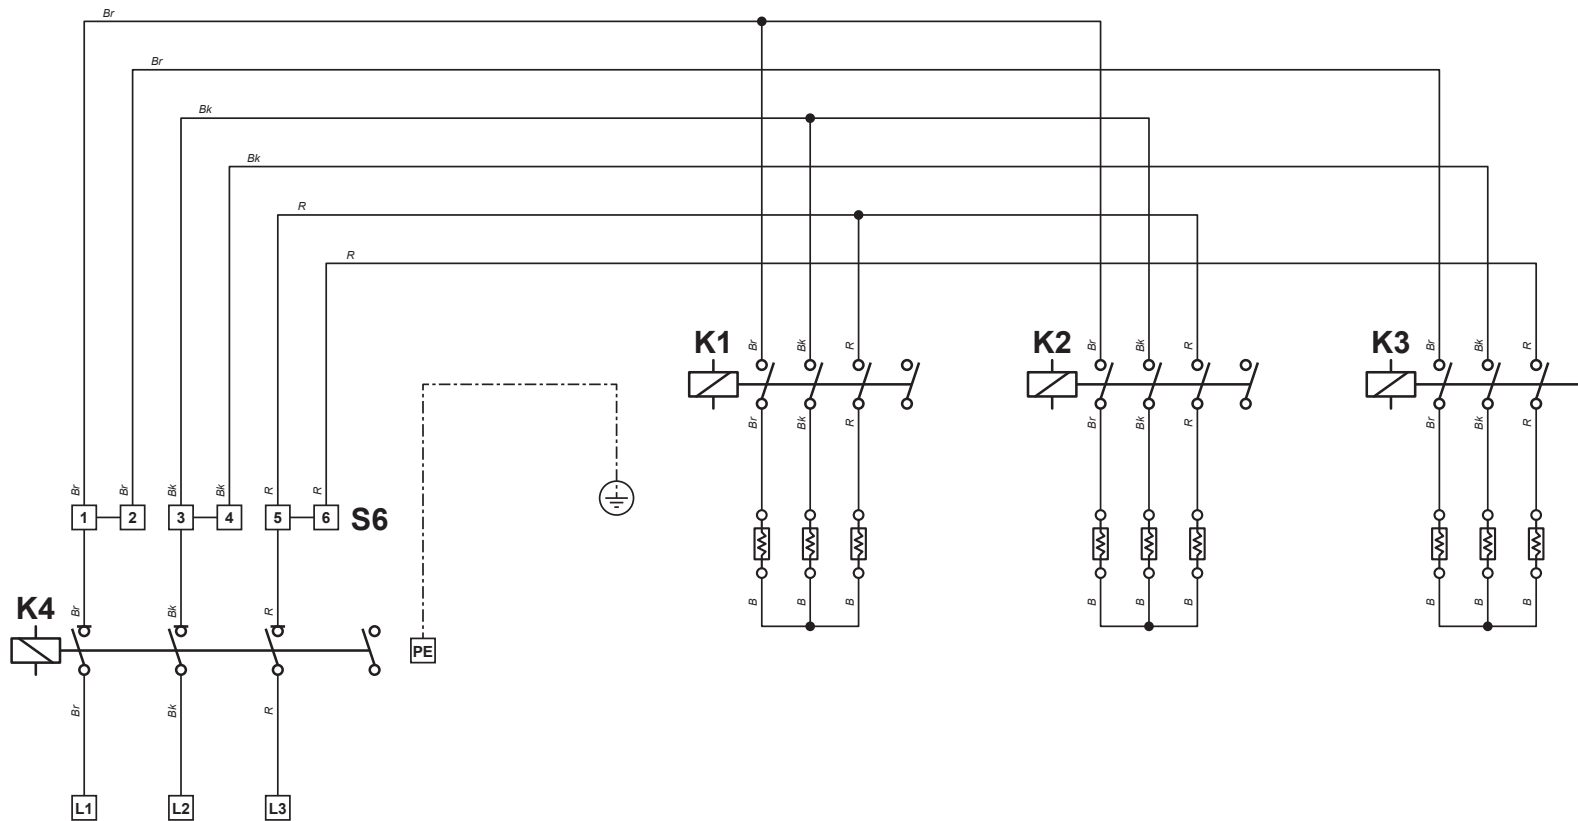 Br
Br
Bk
Bk
R
R
K1 Br Bk R
K2 Br Bk R
K3 Br Bk R
Br Bk R
Br Bk R
Br Bk R
Br Br Bk Bk R R
1 2 3 4 5 6 S6
K4 Br Bk R
B B B
B B B
B B B
PE
Br Bk R
L1 L2 L3